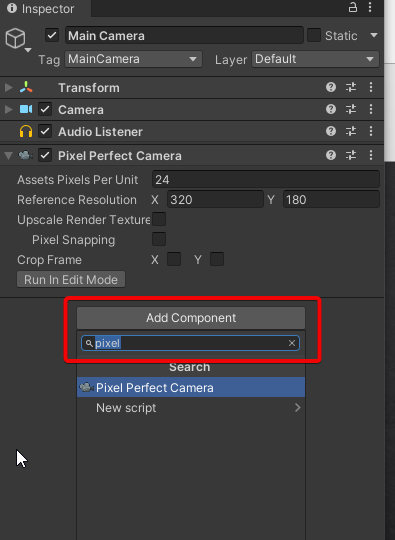 Inspector
Main Camera Static
Tag MainCamera Layer Default
Transform
Camera
Audio Listener
Pixel Perfect Camera
Assets Pixels Per Unit 24
Reference Resolution X 320 Y 180
Upscale Render Texture
Pixel Snapping
Crop Frame X Y
Run In Edit Mode
Add Component
pixel
Search
Pixel Perfect Camera
New script